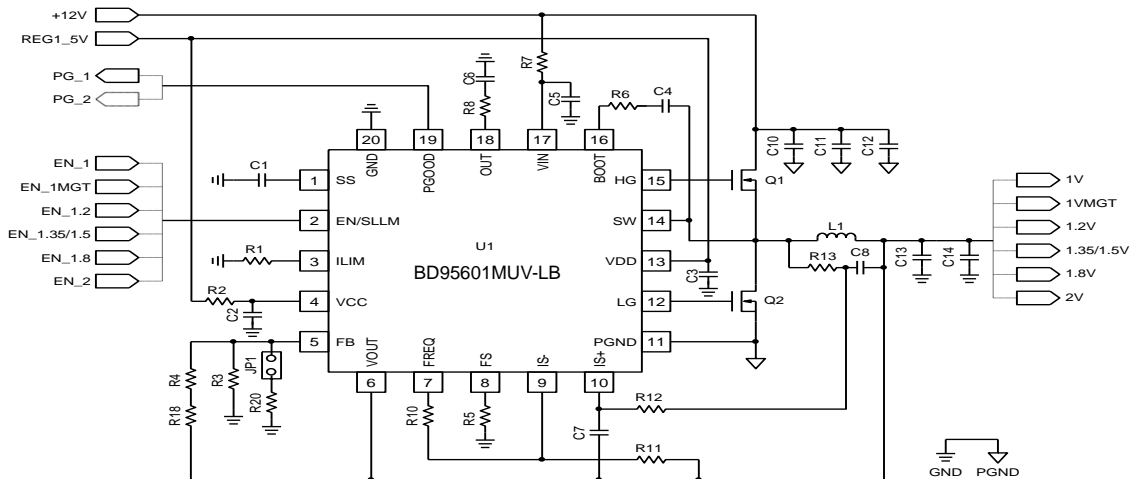 +12V
REG1_5V
PG_1
PG_2
R7
C6
R8
C5
R6
C4
C10
C11
C12
20
19
18
17
16
GND
PGOOD
OUT
VIN
BOOT
EN_1
EN_1MGT
EN_1.2
EN_1.35/1.5
EN_1.8
EN_2
C1
1
SS
HG
15
Q1
2
EN/SLLM
SW
14
1V
1VMGT
1.2V
1.35/1.5V
1.8V
2V
U1
BD95601MUV-LB
L1
R13
C8
C13
C14
R1
3
ILIM
VDD
13
C3
R2
C2
4
VCC
LG
12
Q2
5
FB
PGND
11
VOUT
FREQ
FS
IS-
IS+
6
7
8
9
10
R4
R3
JP1
R18
R20
R10
R5
C7
R12
R11
GND
PGND